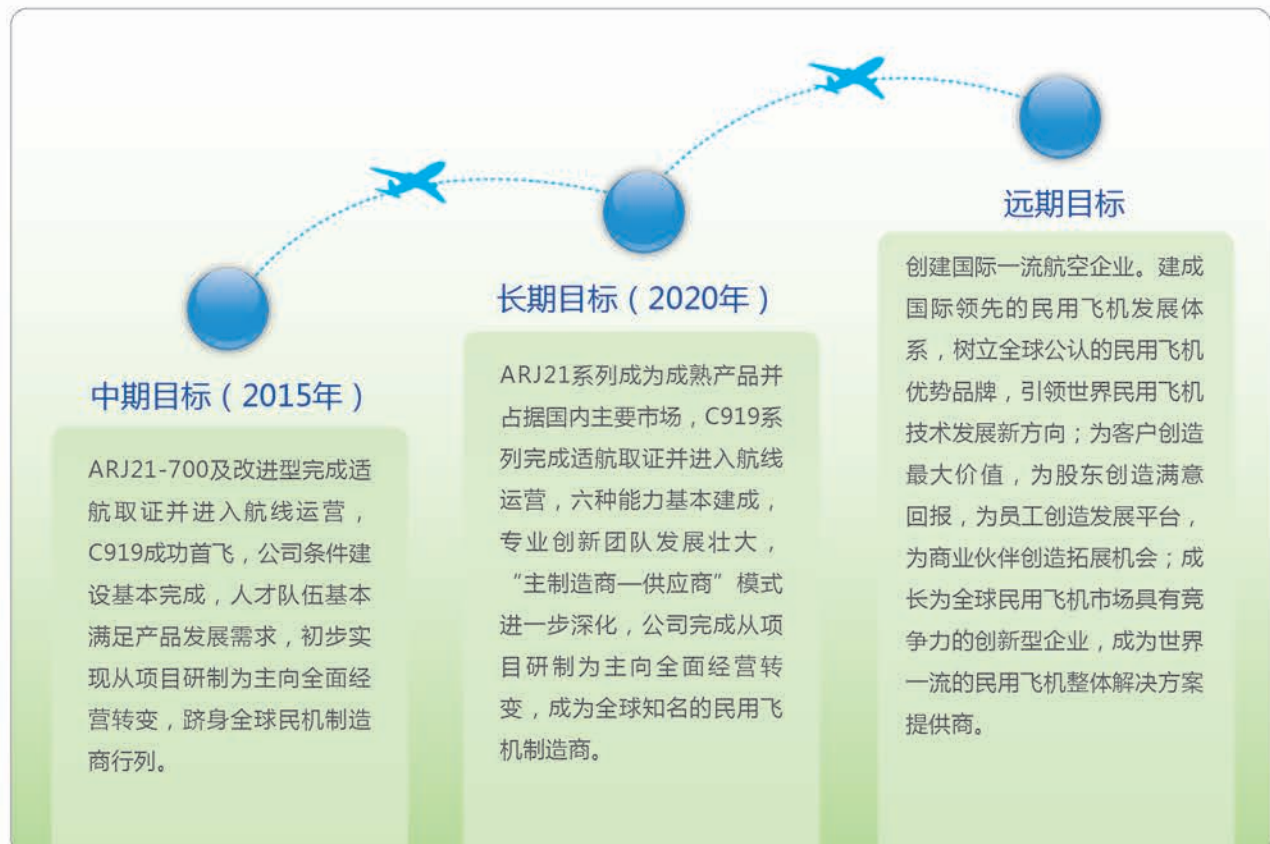 中期目标（2015年）
ARJ21-700及改进型完成适
航取证并进入航线运营，
C919成功首飞，公司条件建
设基本完成，人才队伍基本
满足产品发展需求，初步实
现从项目研制为主向全面经
营转变，跻身全球民机制造
商行列。
长期目标（2020年）
ARJ21系列成为成熟产品并
占据国内主要市场，C919系
列完成适航取证并进入航线
运营，六种能力基本建成，
专业创新团队发展壮大，
“主制造商—供应商”模式
进一步深化，公司完成从项
目研制为主向全面经营转
变，成为全球知名的民用飞
机制造商。
远期目标
创建国际一流航空企业。建成
国际领先的民用飞机发展体
系，树立全球公认的民用飞机
优势品牌，引领世界民用飞机
技术发展新方向；为客户创造
最大价值，为股东创造满意
回报，为员工创造发展平台，
为商业伙伴创造拓展机会；成
长为全球民用飞机市场具有竞
争力的创新型企业，成为世界
一流的民用飞机整体解决方案
提供商。